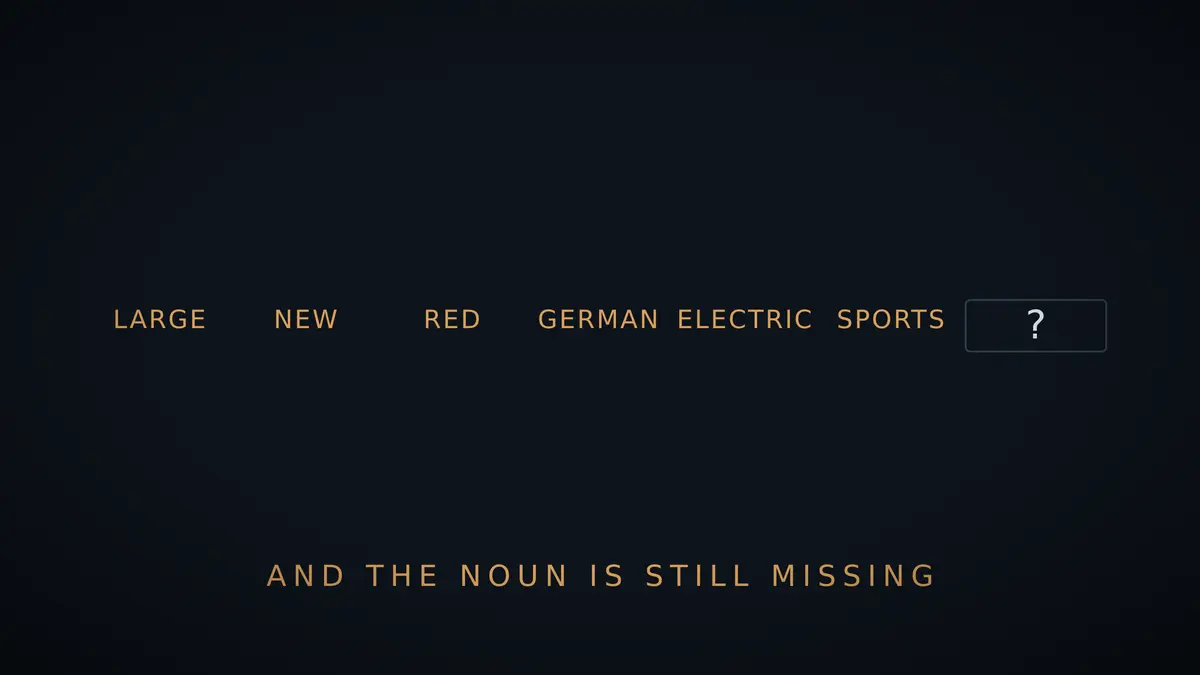 LARGE NEW RED GERMAN ELECTRIC SPORTS ?
AND THE NOUN IS STILL MISSING